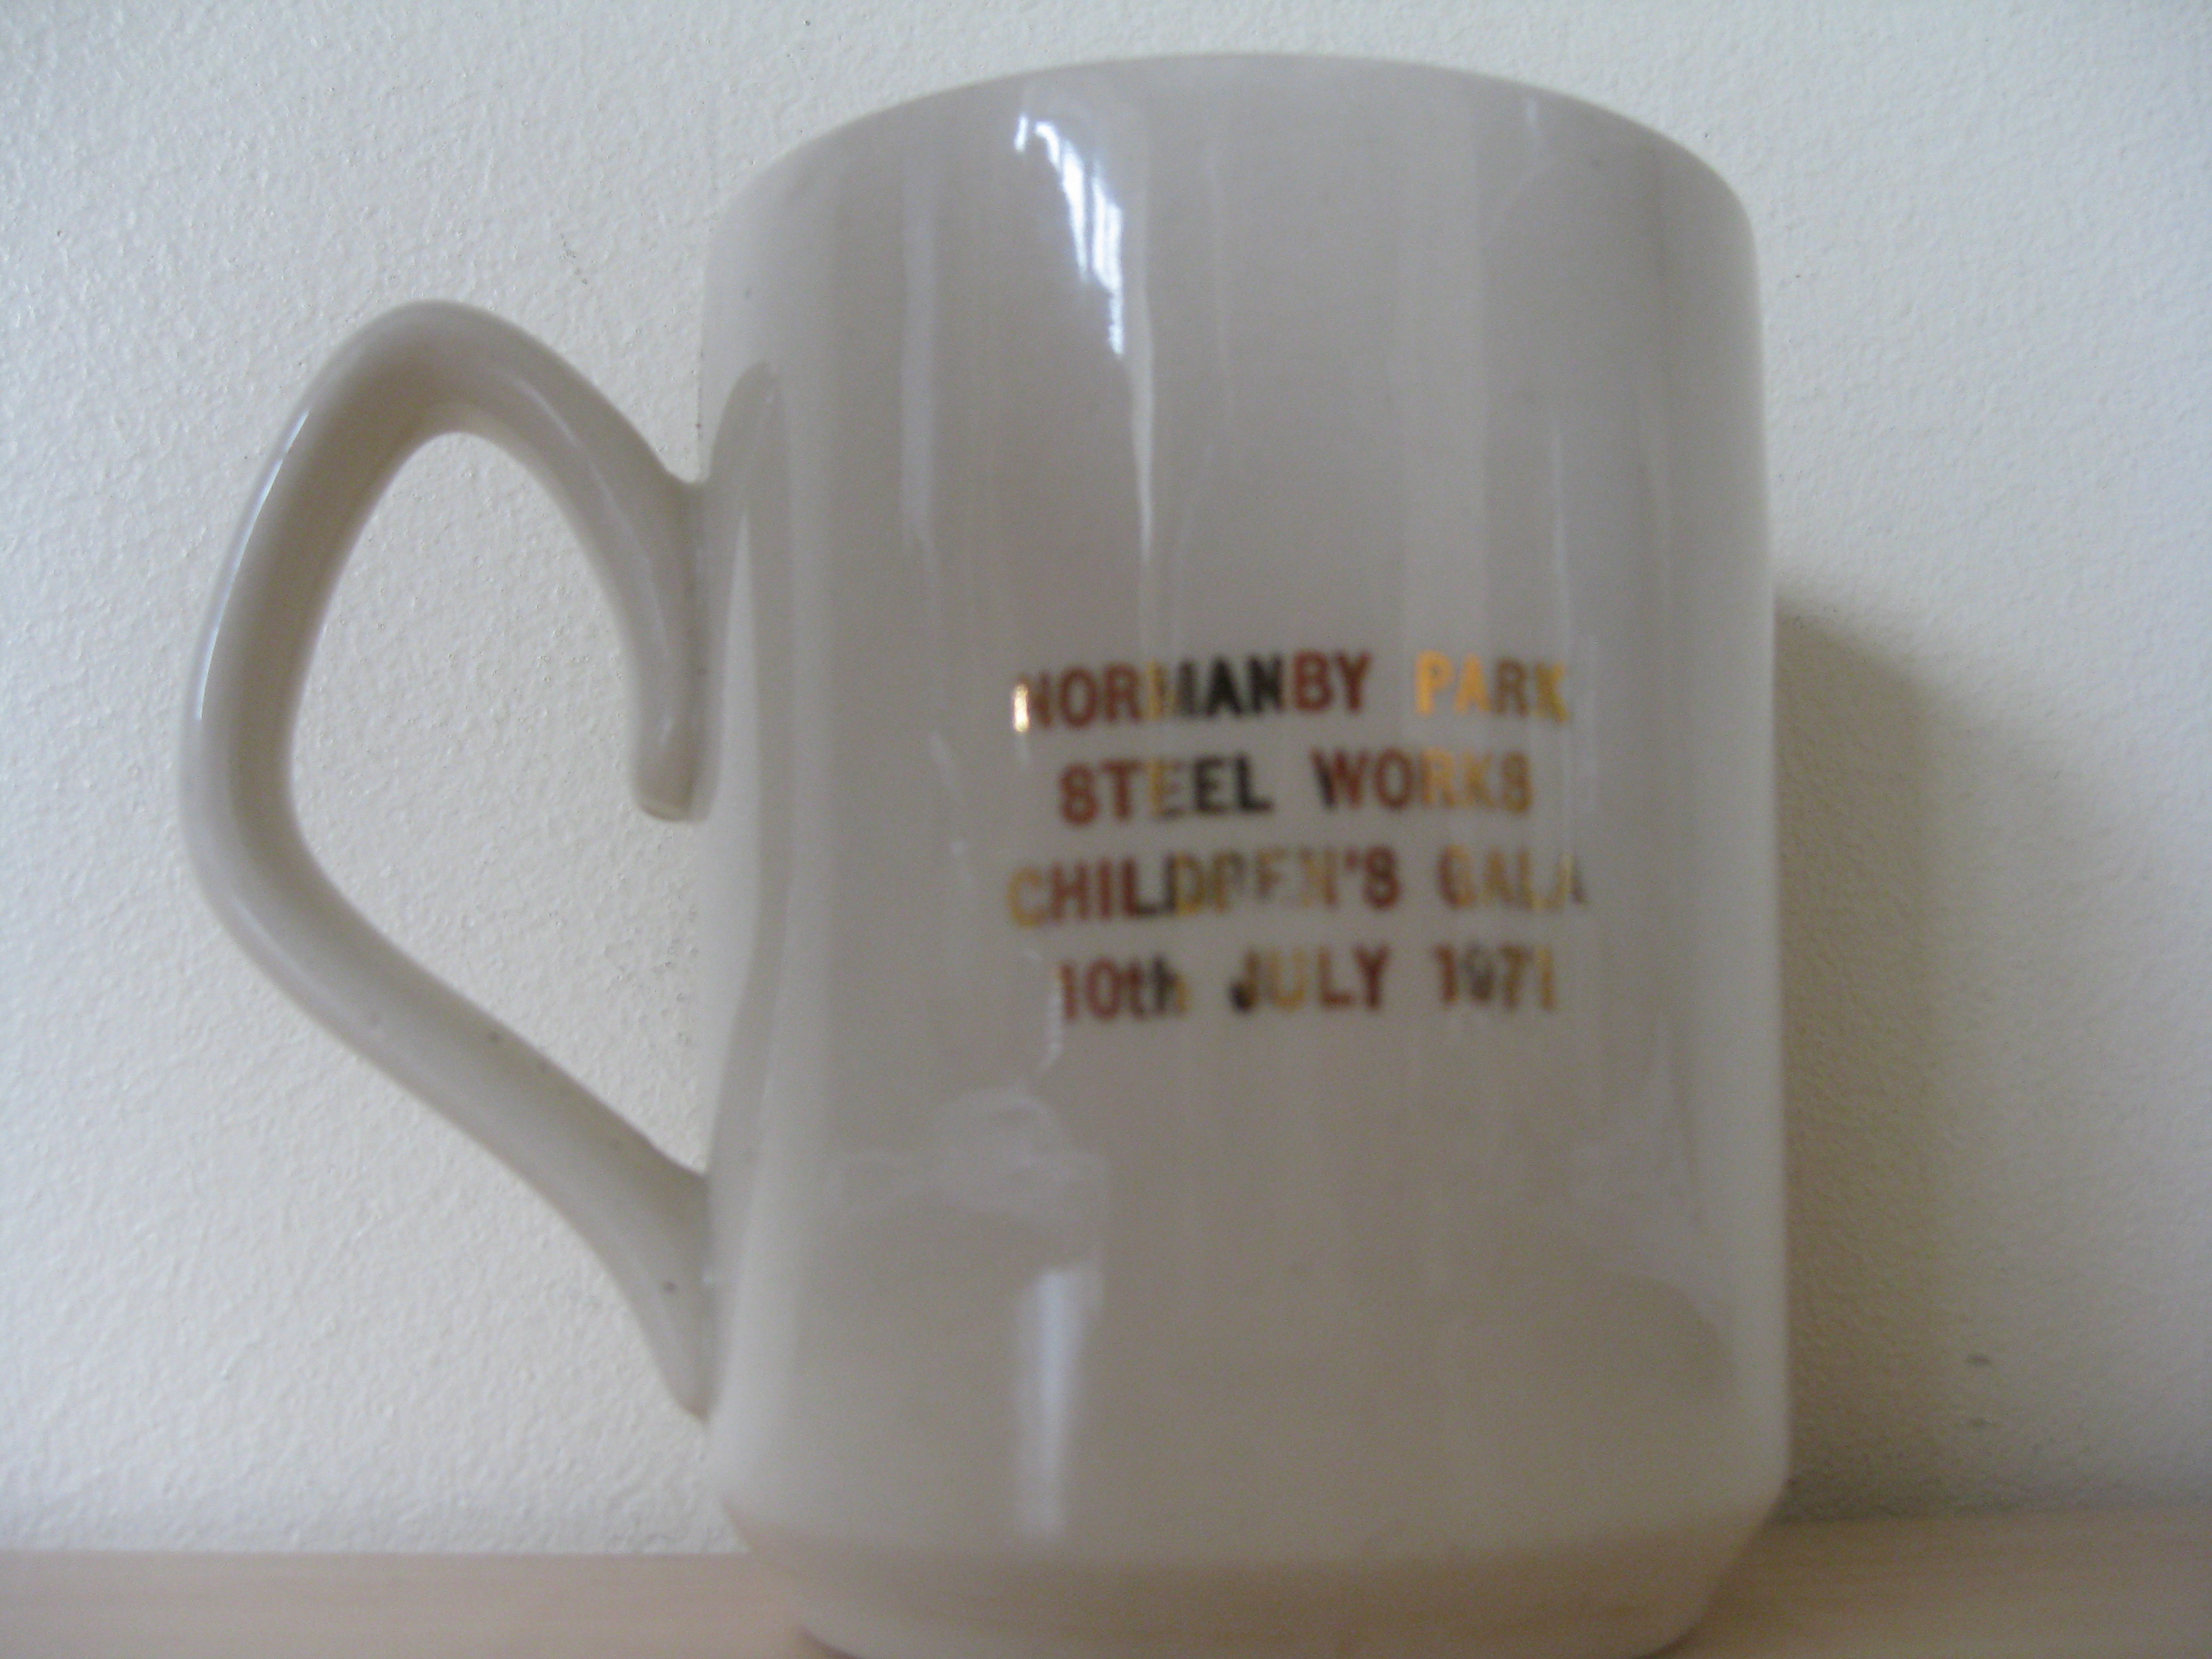 NORMANBY PARK
STEEL WORKS
CHILDREN'S GALA
10th JULY 1971